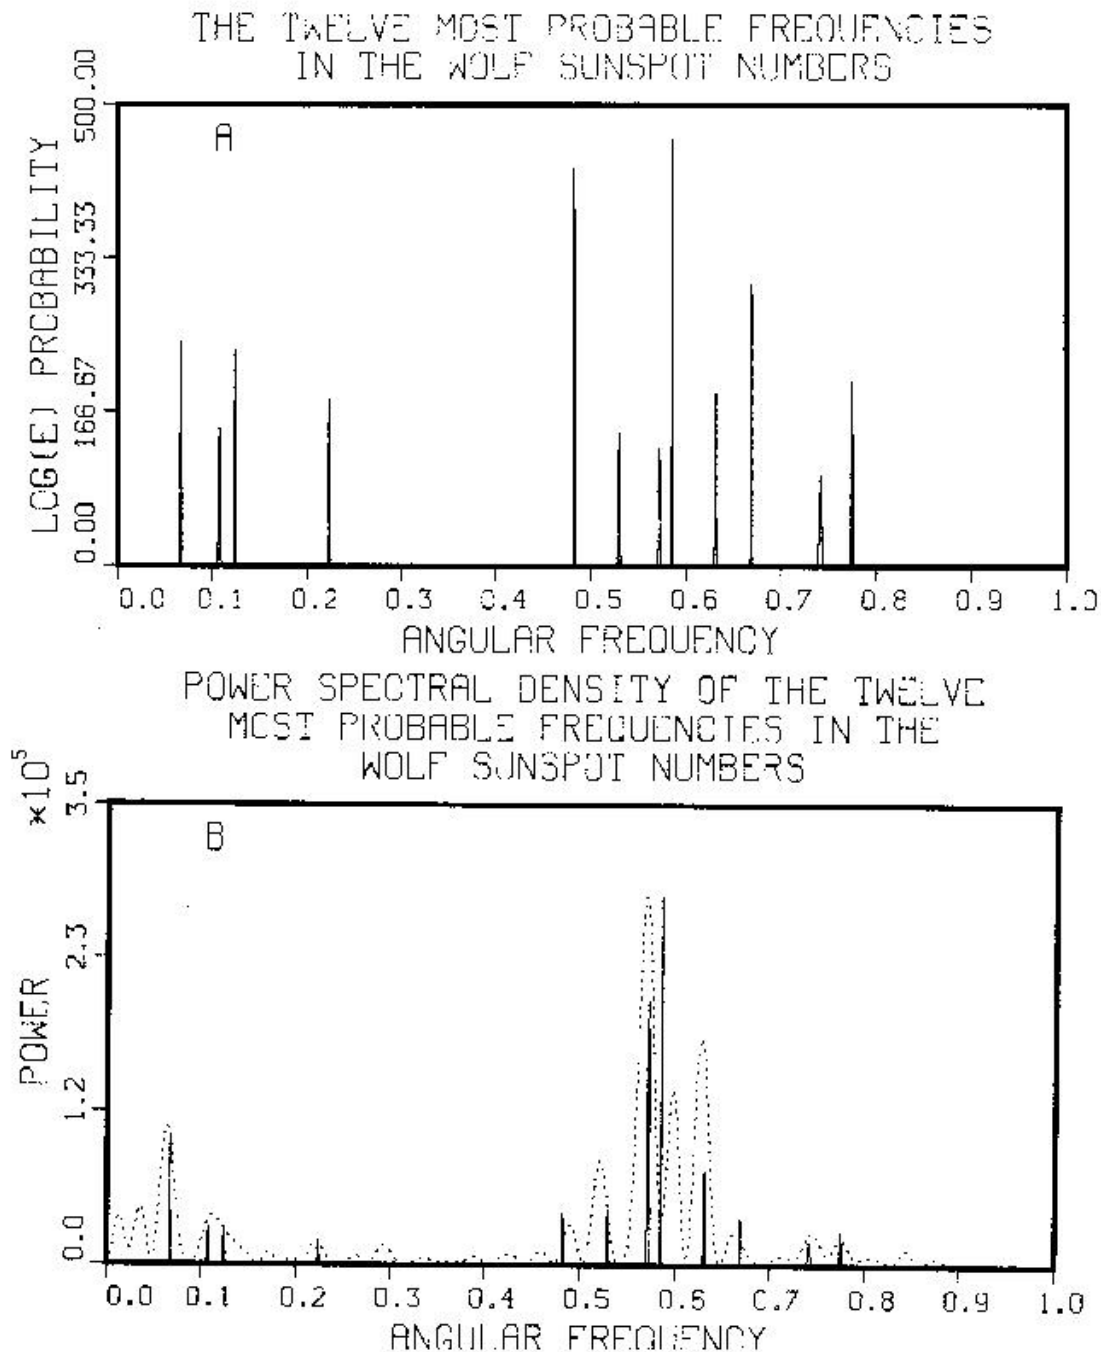 THE TWELVE MOST PROBABLE FREQUENCIES
IN THE WOLF SUNSPOT NUMBERS
A
LOG(E) PROBABILITY
500.00
333.33
166.67
0.00
0.0 0.1 0.2 0.3 0.4 0.5 0.6 0.7 0.8 0.9 1.0
ANGULAR FREQUENCY
POWER SPECTRAL DENSITY OF THE TWELVE
MOST PROBABLE FREQUENCIES IN THE
WOLF SUNSPOT NUMBERS
B
×10⁵
POWER
3.5
2.3
1.2
0.0
0.0 0.1 0.2 0.3 0.4 0.5 0.6 0.7 0.8 0.9 1.0
ANGULAR FREQUENCY